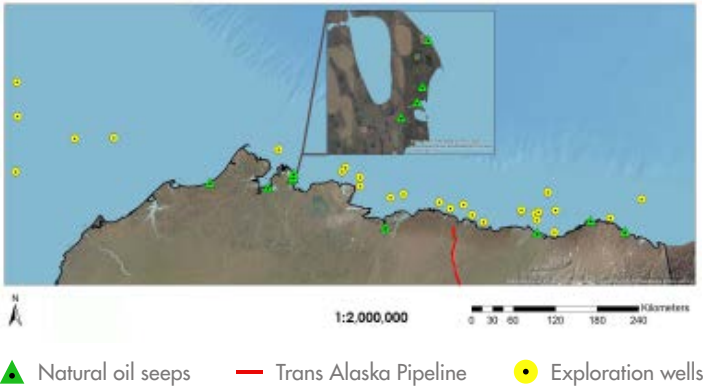 N
1:2,000,000
Kilometers
0 30 60 120 180 240
Natural oil seeps
Trans Alaska Pipeline
Exploration wells